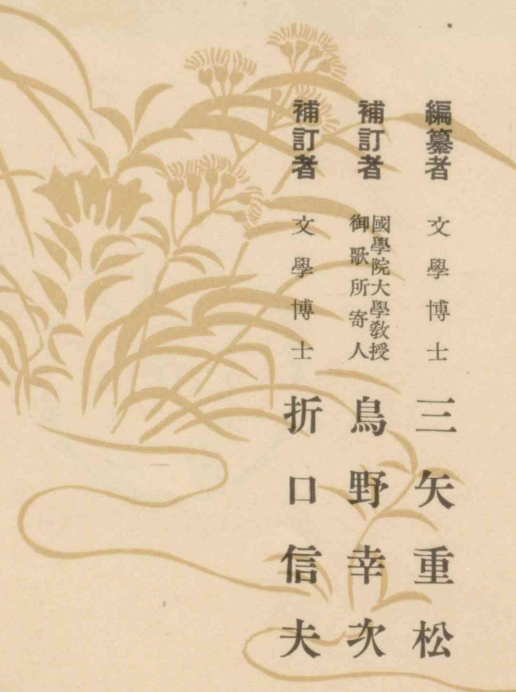 編纂者 文學博士 三矢重松
補訂者 國學院大學敎授 御歌所寄人 鳥野幸次
補訂者 文學博士 折口信夫